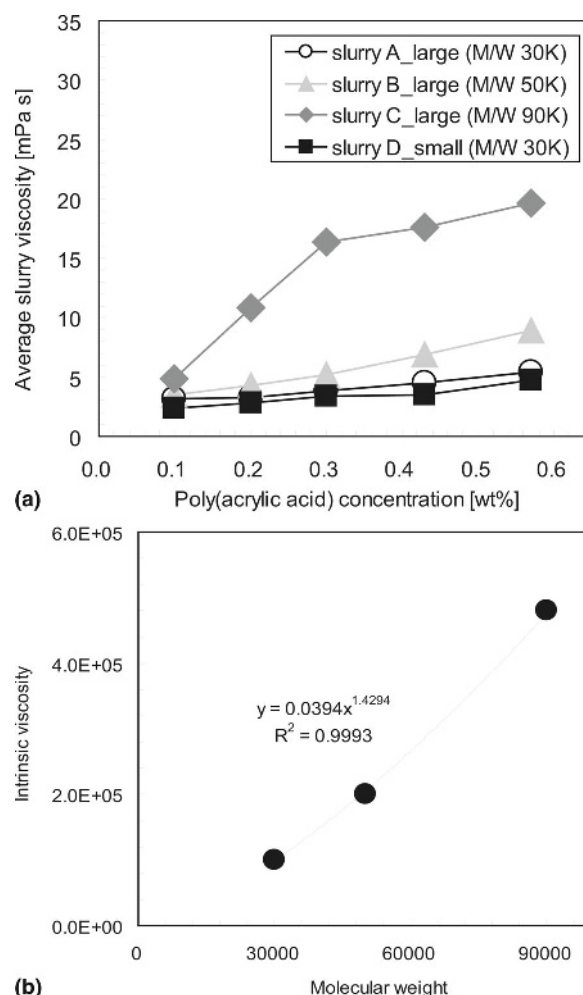 35
30
25
20
15
10
5
0
Average slurry viscosity [mPa s]
slurry A_large (M/W 30K)
slurry B_large (M/W 50K)
slurry C_large (M/W 90K)
slurry D_small (M/W 30K)
0.0 0.1 0.2 0.3 0.4 0.5 0.6
(a) Poly(acrylic acid) concentration [wt%]
6.0E+05
4.0E+05
2.0E+05
0.0E+00
Intrinsic viscosity
y = 0.0394x^1.4294
R^2 = 0.9993
0 30000 60000 90000
(b) Molecular weight